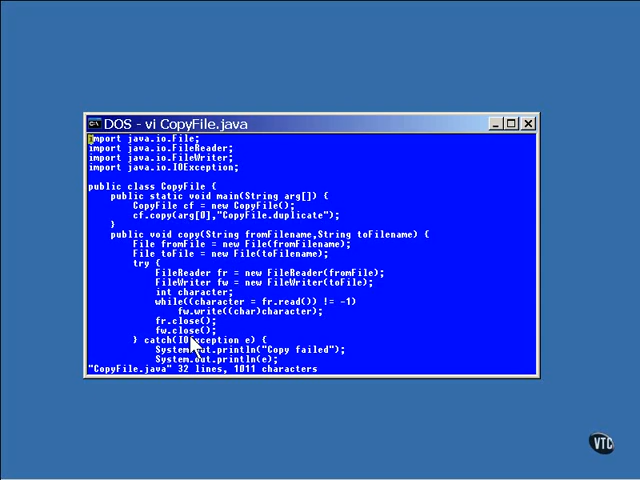 DOS - vi CopyFile.java
import java.io.File;
import java.io.FileReader;
import java.io.FileWriter;
import java.io.IOException;
public class CopyFile {
public static void main(String arg[]) {
CopyFile cf = new CopyFile();
cf.copy(arg[0],"CopyFile.duplicate");
}
public void copy(String fromFilename,String toFilename) {
File fromFile = new File(fromFilename);
File toFile = new File(toFilename);
try {
FileReader fr = new FileReader(fromFile);
FileWriter fw = new FileWriter(toFile);
int character;
while((character = fr.read()) != -1)
fw.write((char)character);
fr.close();
fw.close();
} catch(IOException e) {
System.out.println("Copy failed");
System.out.println(e);
"CopyFile.java" 32 lines, 1011 characters
VTC